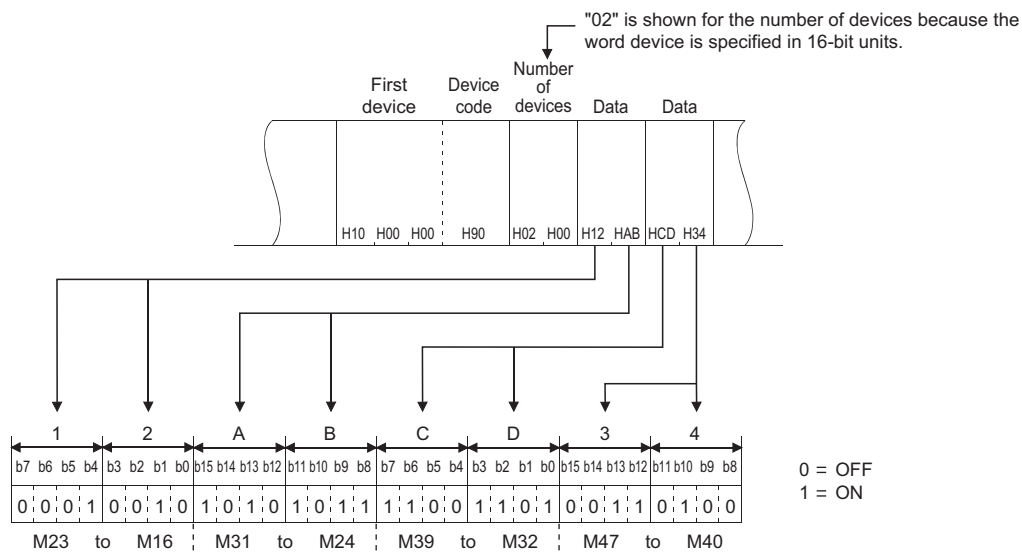 "02" is shown for the number of devices because the
word device is specified in 16-bit units.
First device
Device code
Number of devices
Data
Data
H10 H00 H00 H90 H02 H00 H12 HAB HCD H34
1 2 A B C D 3 4
b7 b6 b5 b4 b3 b2 b1 b0 b15 b14 b13 b12 b11 b10 b9 b8 b7 b6 b5 b4 b3 b2 b1 b0 b15 b14 b13 b12 b11 b10 b9 b8
0 0 0 1 0 0 1 0 1 0 1 0 1 0 1 1 1 1 0 0 1 1 0 1 0 0 1 1 0 1 0 0
M23 to M16 M31 to M24 M39 to M32 M47 to M40
0 = OFF
1 = ON